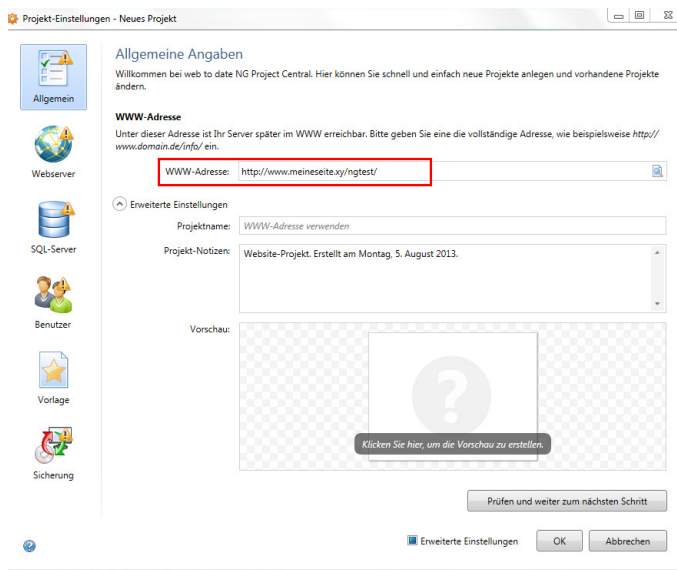 Projekt-Einstellungen - Neues Projekt
Allgemein
Webserver
SQL-Server
Benutzer
Vorlage
Sicherung
Allgemeine Angaben
Willkommen bei web to date NG Project Central. Hier können Sie schnell und einfach neue Projekte anlegen und vorhandene Projekte
ändern.
WWW-Adresse
Unter dieser Adresse ist Ihr Server später im WWW erreichbar. Bitte geben Sie eine die vollständige Adresse, wie beispielsweise http://
www.domain.de/info/ ein.
WWW-Adresse: http://www.meineseite.xy/ngtest/
Erweiterte Einstellungen
Projektname: WWW-Adresse verwenden
Projekt-Notizen: Website-Projekt. Erstellt am Montag, 5. August 2013.
Vorschau:
Klicken Sie hier, um die Vorschau zu erstellen.
Prüfen und weiter zum nächsten Schritt
Erweiterte Einstellungen OK Abbrechen